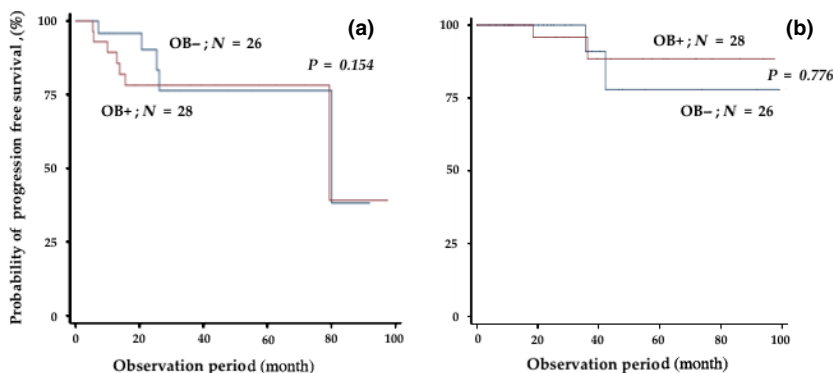 Probability of progression free survival, (%)
(a)
100
75
50
25
0
OB– ; N = 26
P = 0.154
OB+ ; N = 28
0 20 40 60 80 100
Observation period (month)
(b)
100
75
50
25
0
OB+ ; N = 28
P = 0.776
OB– ; N = 26
0 20 40 60 80 100
Observation period (month)